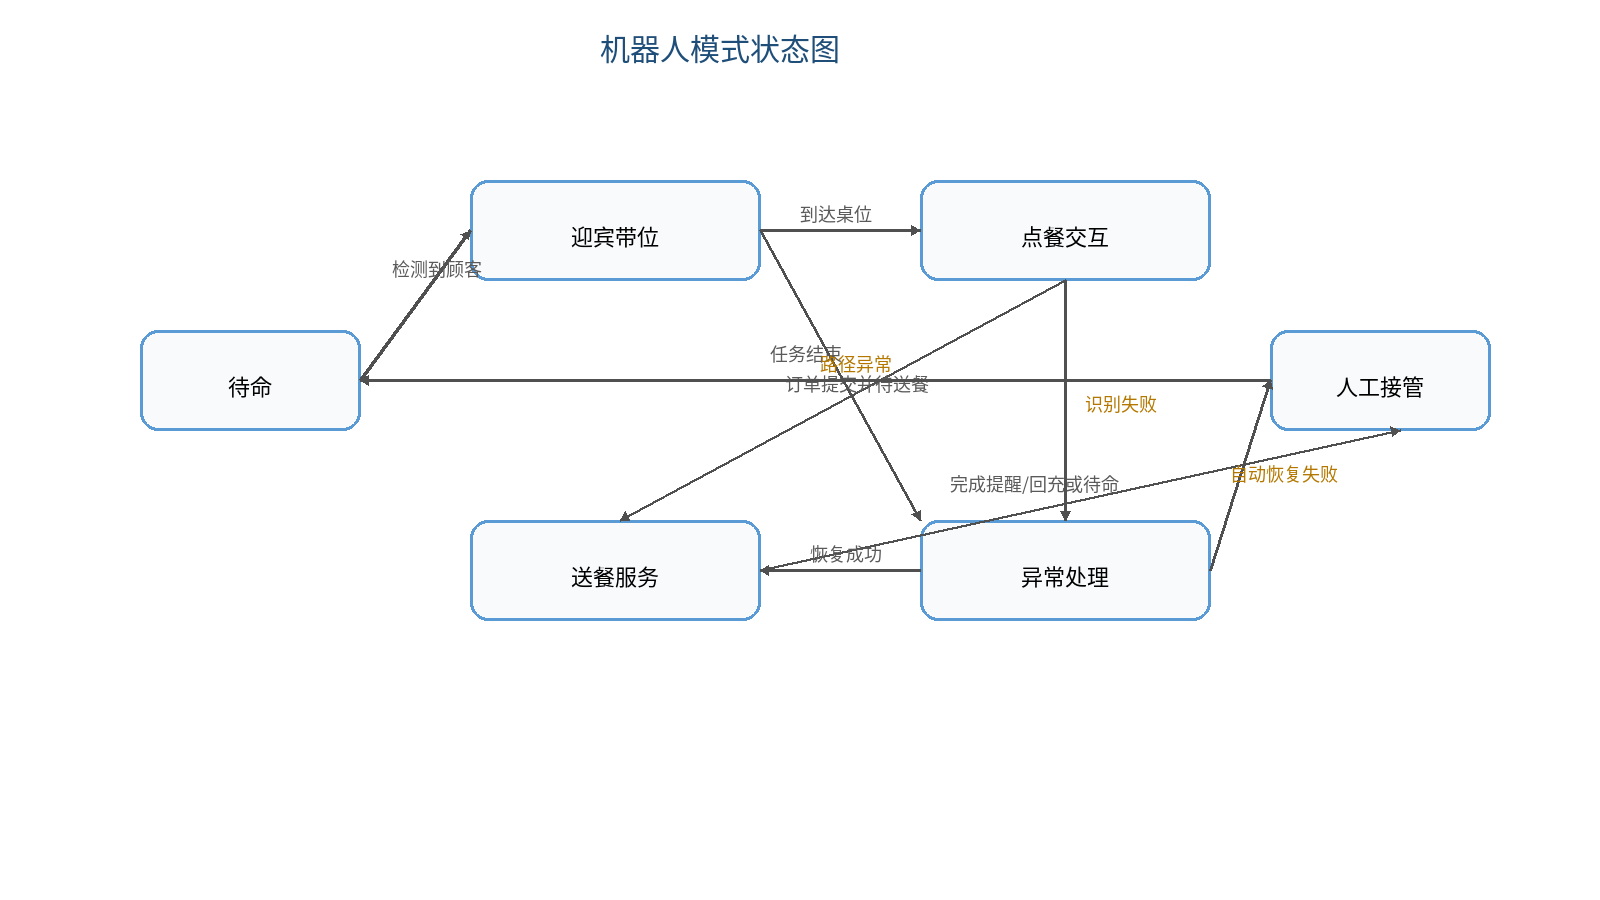 机器人模式状态图
到达桌位
迎宾带位
点餐交互
检测到顾客
任务结束
路径异常
订单提交并待送餐
待命
人工接管
识别失败
自动恢复失败
完成提醒/回充或待命
恢复成功
送餐服务
异常处理